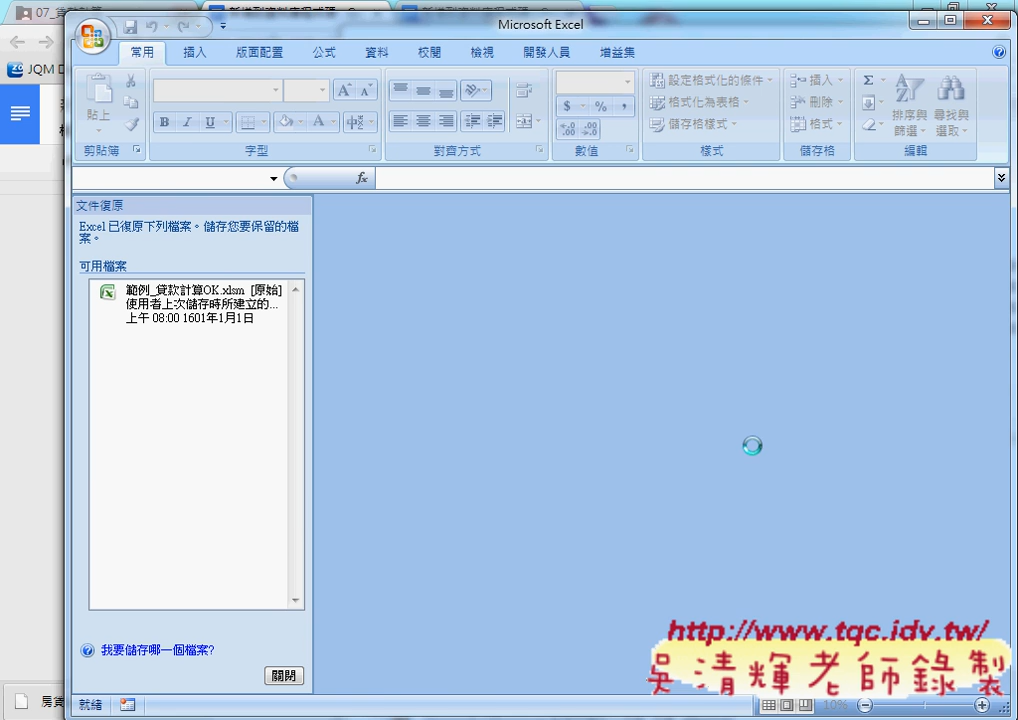 07_貸款計算
Microsoft Excel
JQM
常用 插入 版面配置 公式 資料 校閱 檢視 開發人員 增益集
貼上
B I U A 中
$ % ,
設定格式化的條件
格式化為表格
儲存格樣式
插入
刪除
格式
Σ
排序與篩選
尋找與選取
剪貼簿 字型 對齊方式 數值 樣式 儲存格 編輯
fx
文件復原
Excel 已復原下列檔案。儲存您要保留的檔
案。
可用檔案
範例_貸款計算OK.xlsm [原始]
使用者上次儲存時所建立的...
上午 08:00 1601年1月1日
我要儲存哪一個檔案?
關閉
http://www.tqc.idv.tw/
吳清輝老師錄製
房貸
就緒
10%